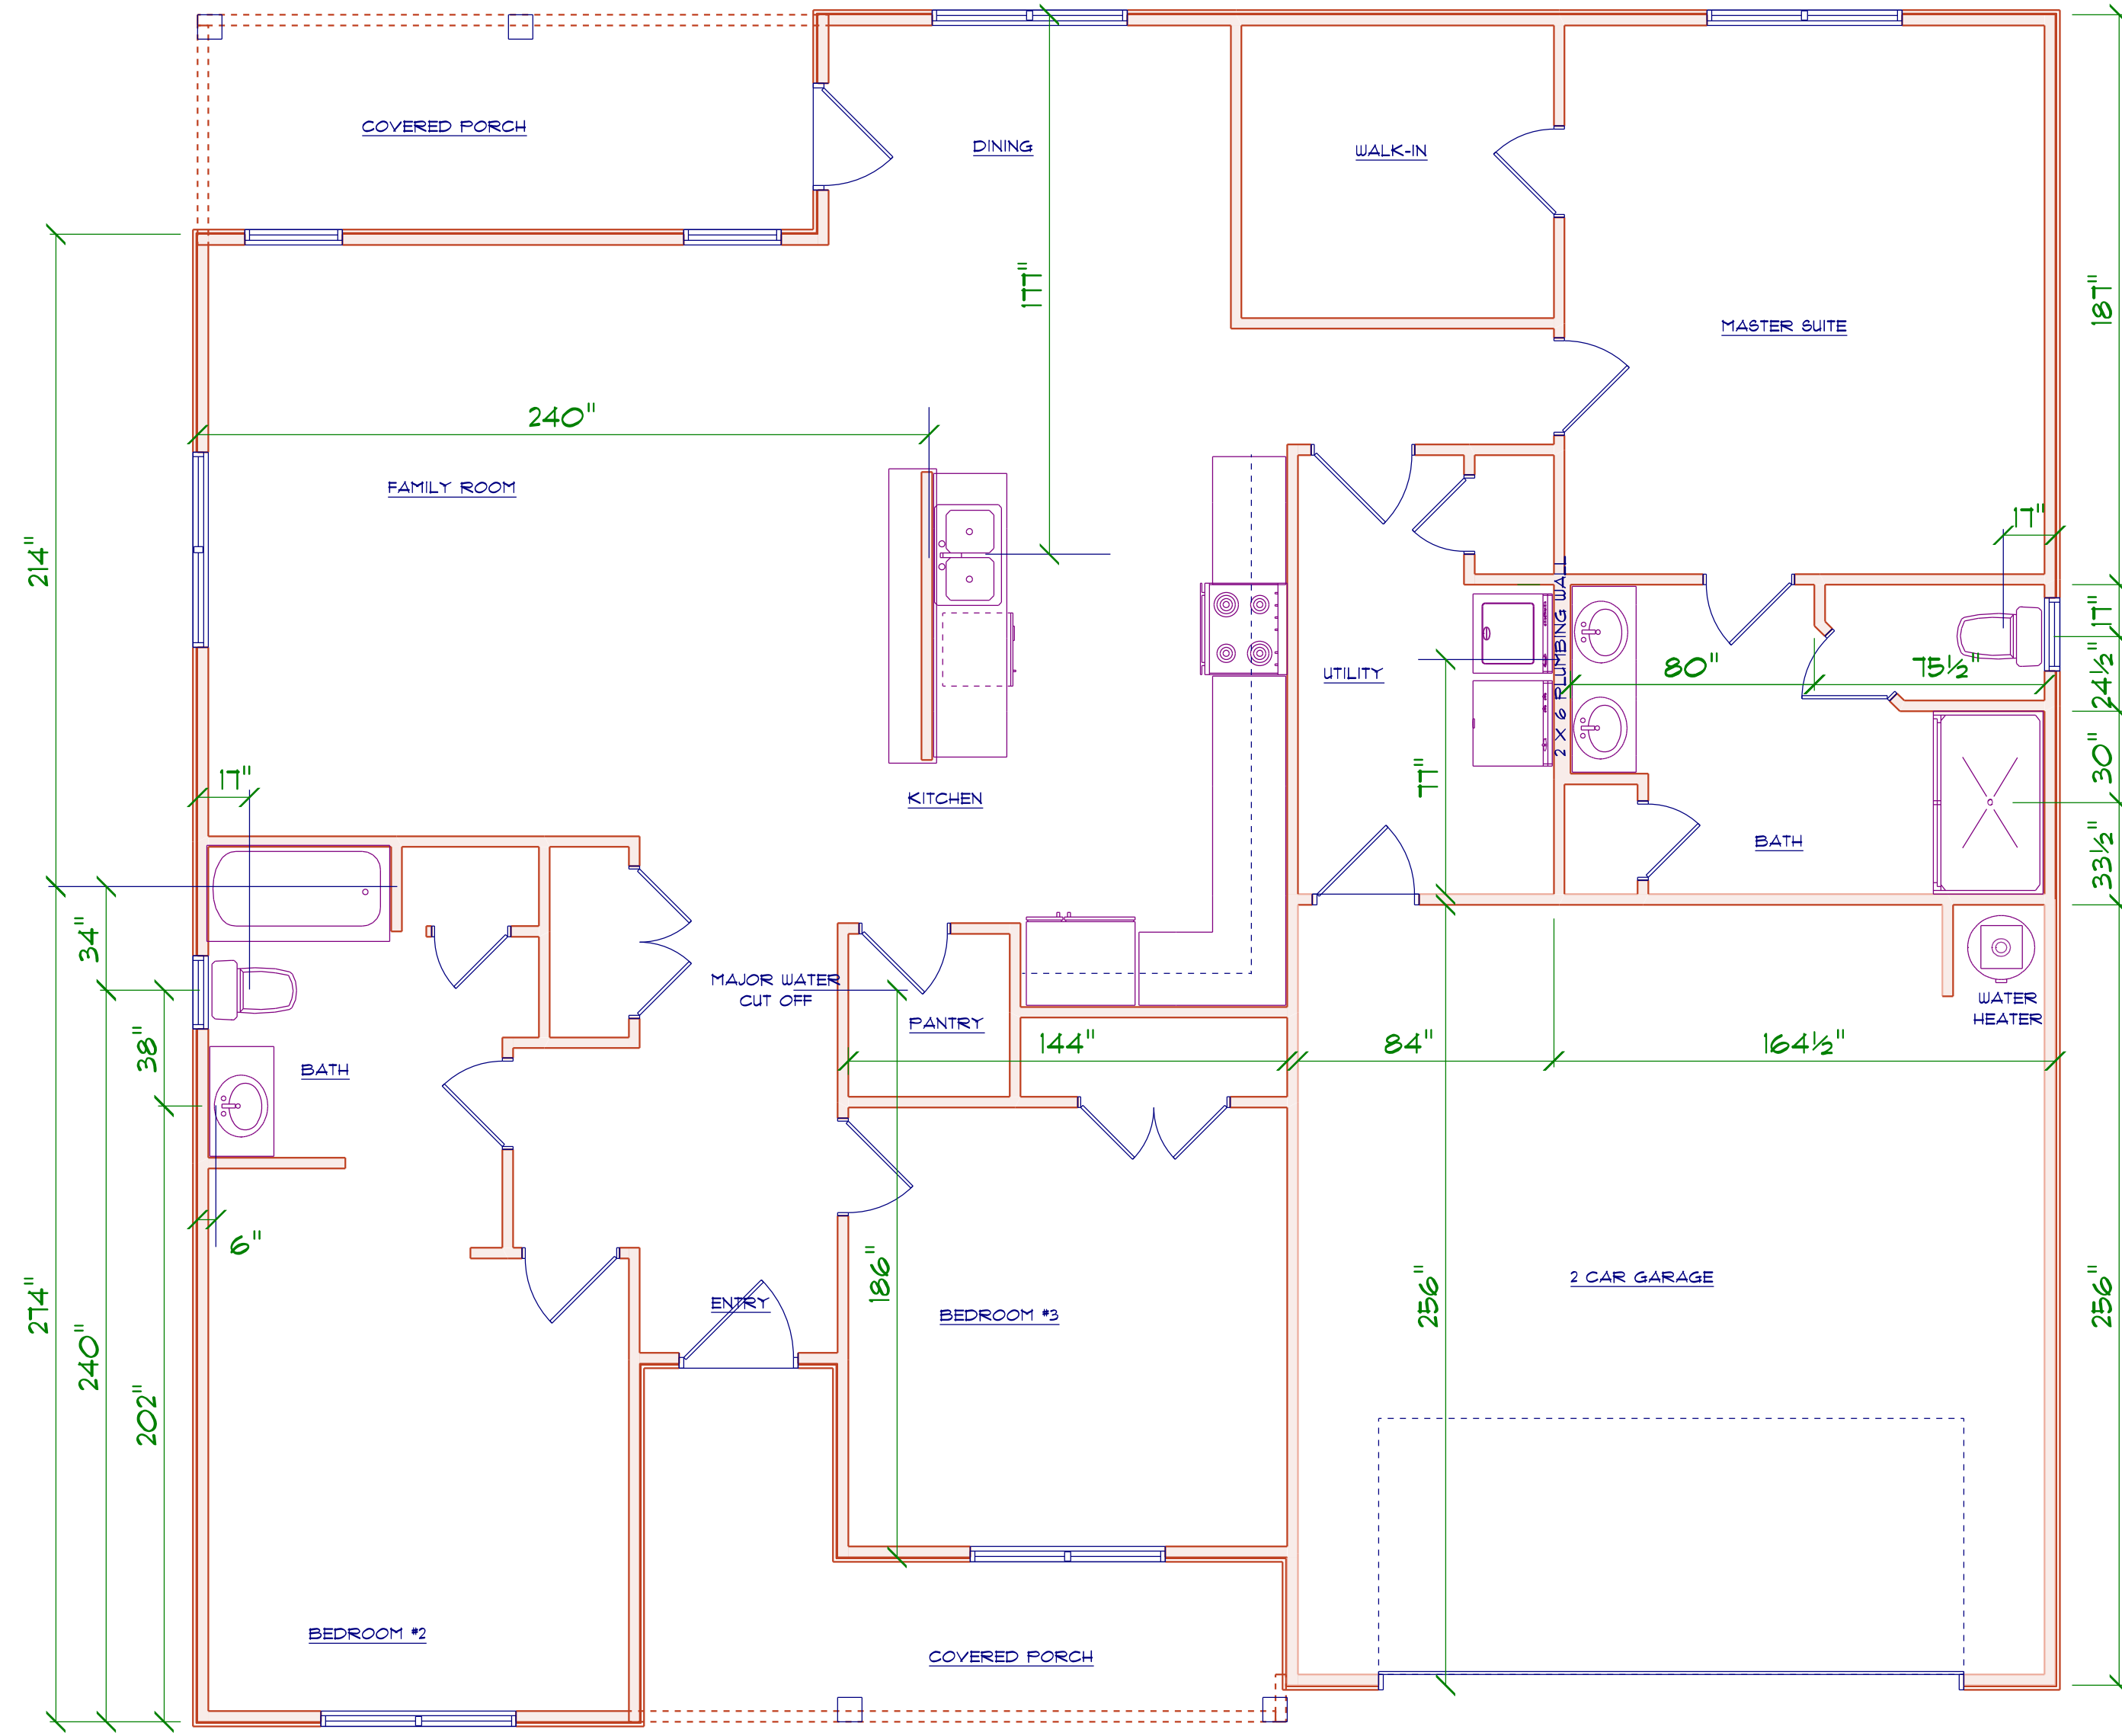 COVERED PORCH
DINING
WALK-IN
177"
187"
MASTER SUITE
240"
FAMILY ROOM
214"
17"
17"
2 X 6 PLUMBING WALL
UTILITY
80"
75½"
24½"
30"
17"
77"
KITCHEN
BATH
33½"
34"
MAJOR WATER
CUT OFF
PANTRY
WATER
HEATER
38"
BATH
144"
84"
164½"
6"
186"
256"
256"
2 CAR GARAGE
274"
240"
202"
ENTRY
BEDROOM #3
BEDROOM #2
COVERED PORCH